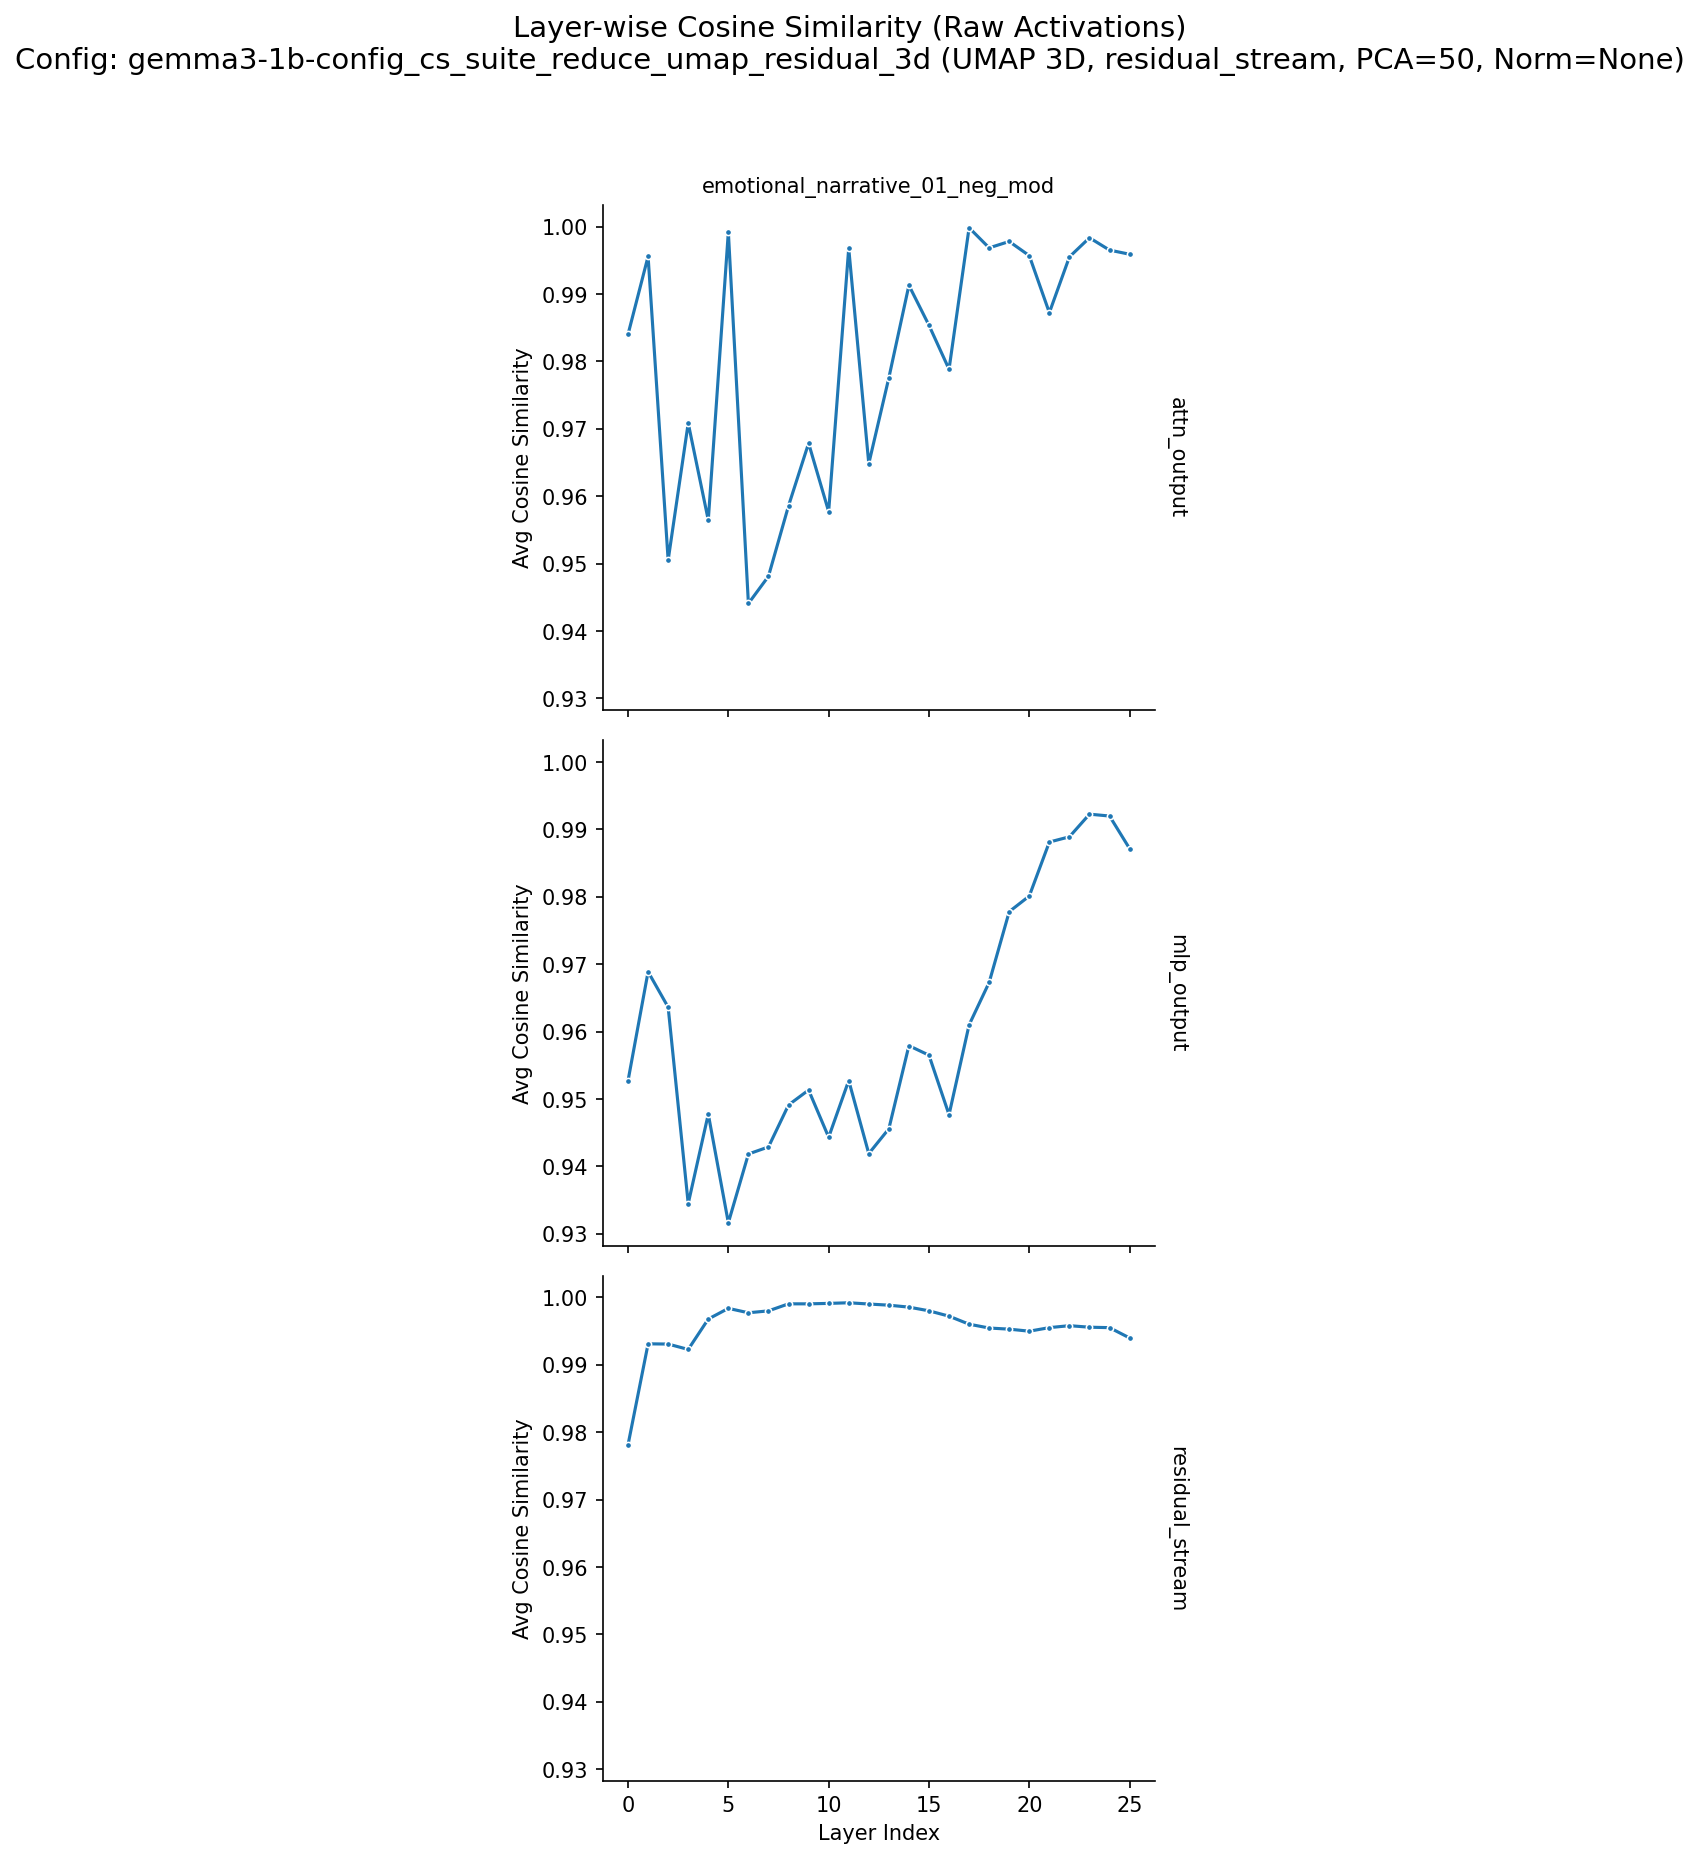 Layer-wise Cosine Similarity (Raw Activations)
Config: gemma3-1b-config_cs_suite_reduce_umap_residual_3d (UMAP 3D, residual_stream, PCA=50, Norm=None)
emotional_narrative_01_neg_mod
1.00
0.99
0.98
0.97
0.96
0.95
0.94
0.93
Avg Cosine Similarity
attn_output
1.00
0.99
0.98
0.97
0.96
0.95
0.94
0.93
Avg Cosine Similarity
mlp_output
1.00
0.99
0.98
0.97
0.96
0.95
0.94
0.93
Avg Cosine Similarity
residual_stream
0 5 10 15 20 25
Layer Index